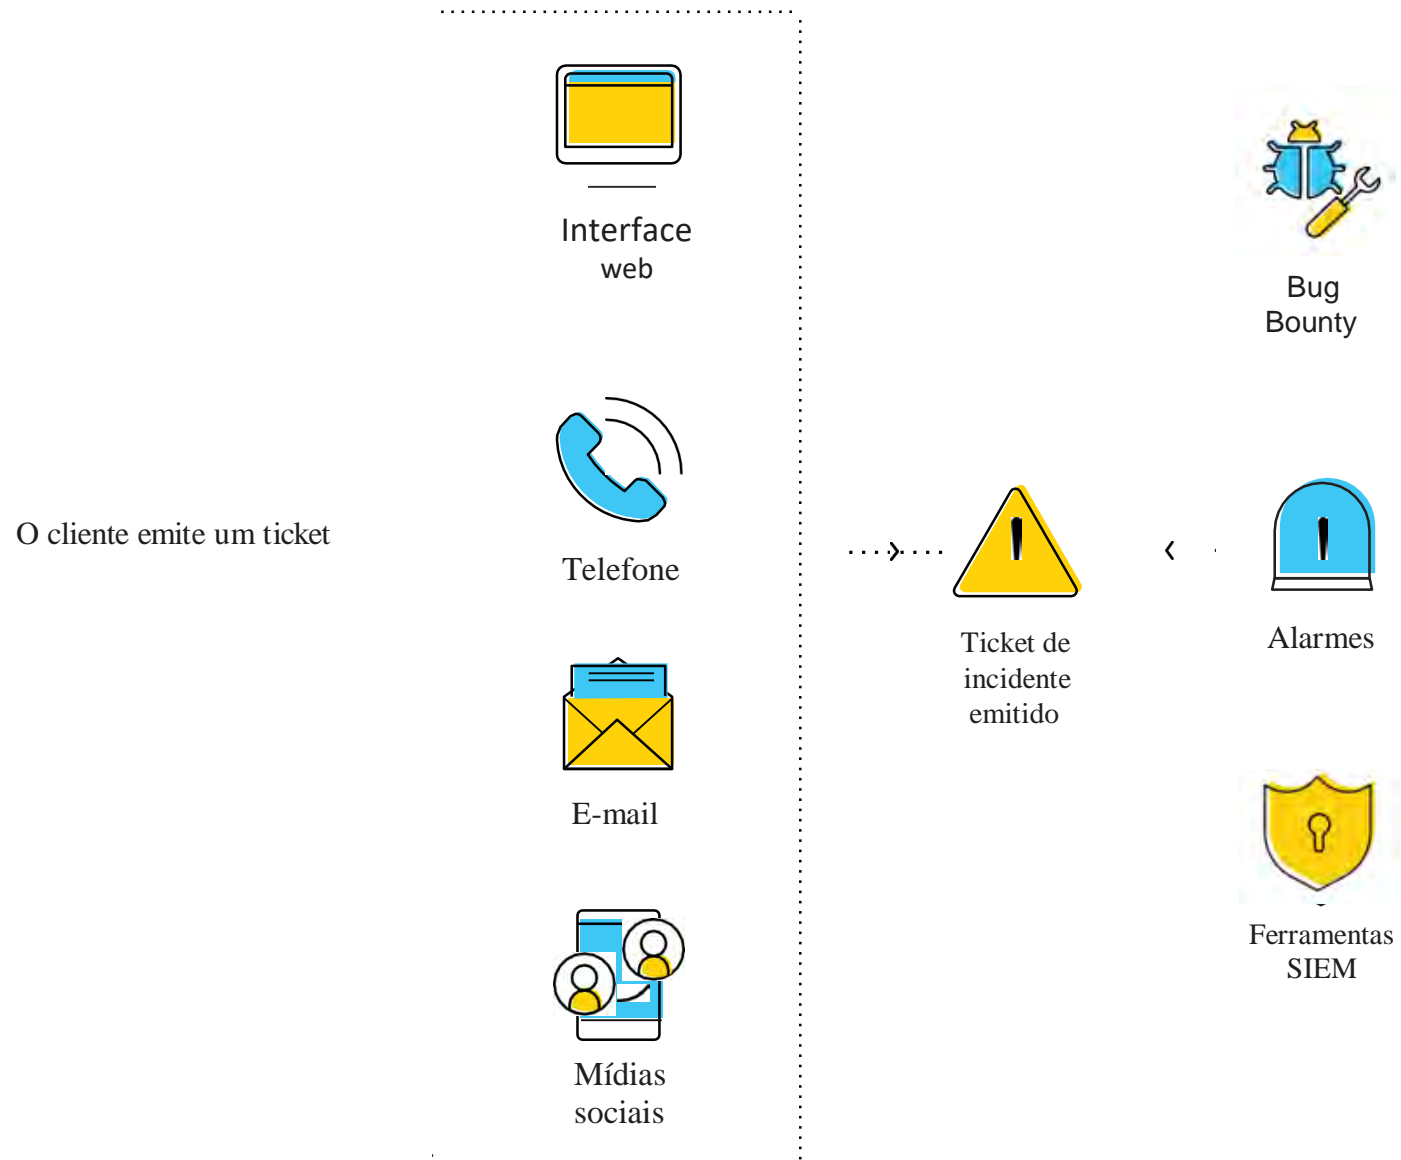 O cliente emite um ticket
Interface
web
Telefone
E-mail
Mídias
sociais
Ticket de
incidente
emitido
Bug
Bounty
Alarmes
Ferramentas
SIEM